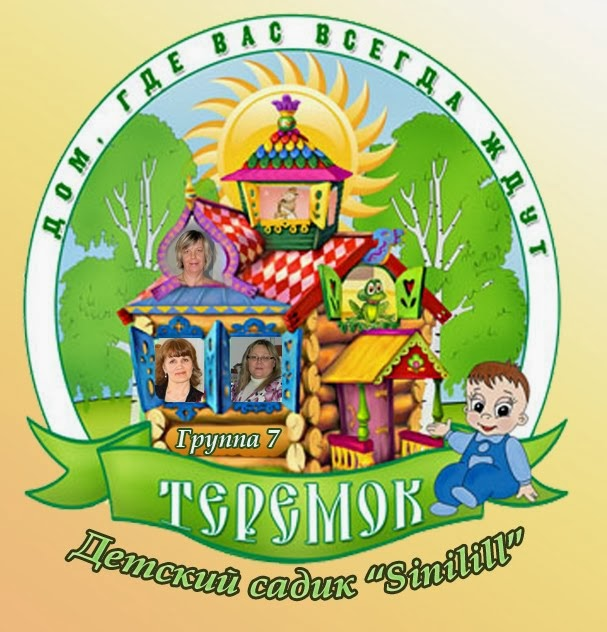 ДОМ, ГДЕ ВАС ВСЕГДА ЖДУТ
Группа 7
ТЕРЕМОК
Детский садик “Sinilill”